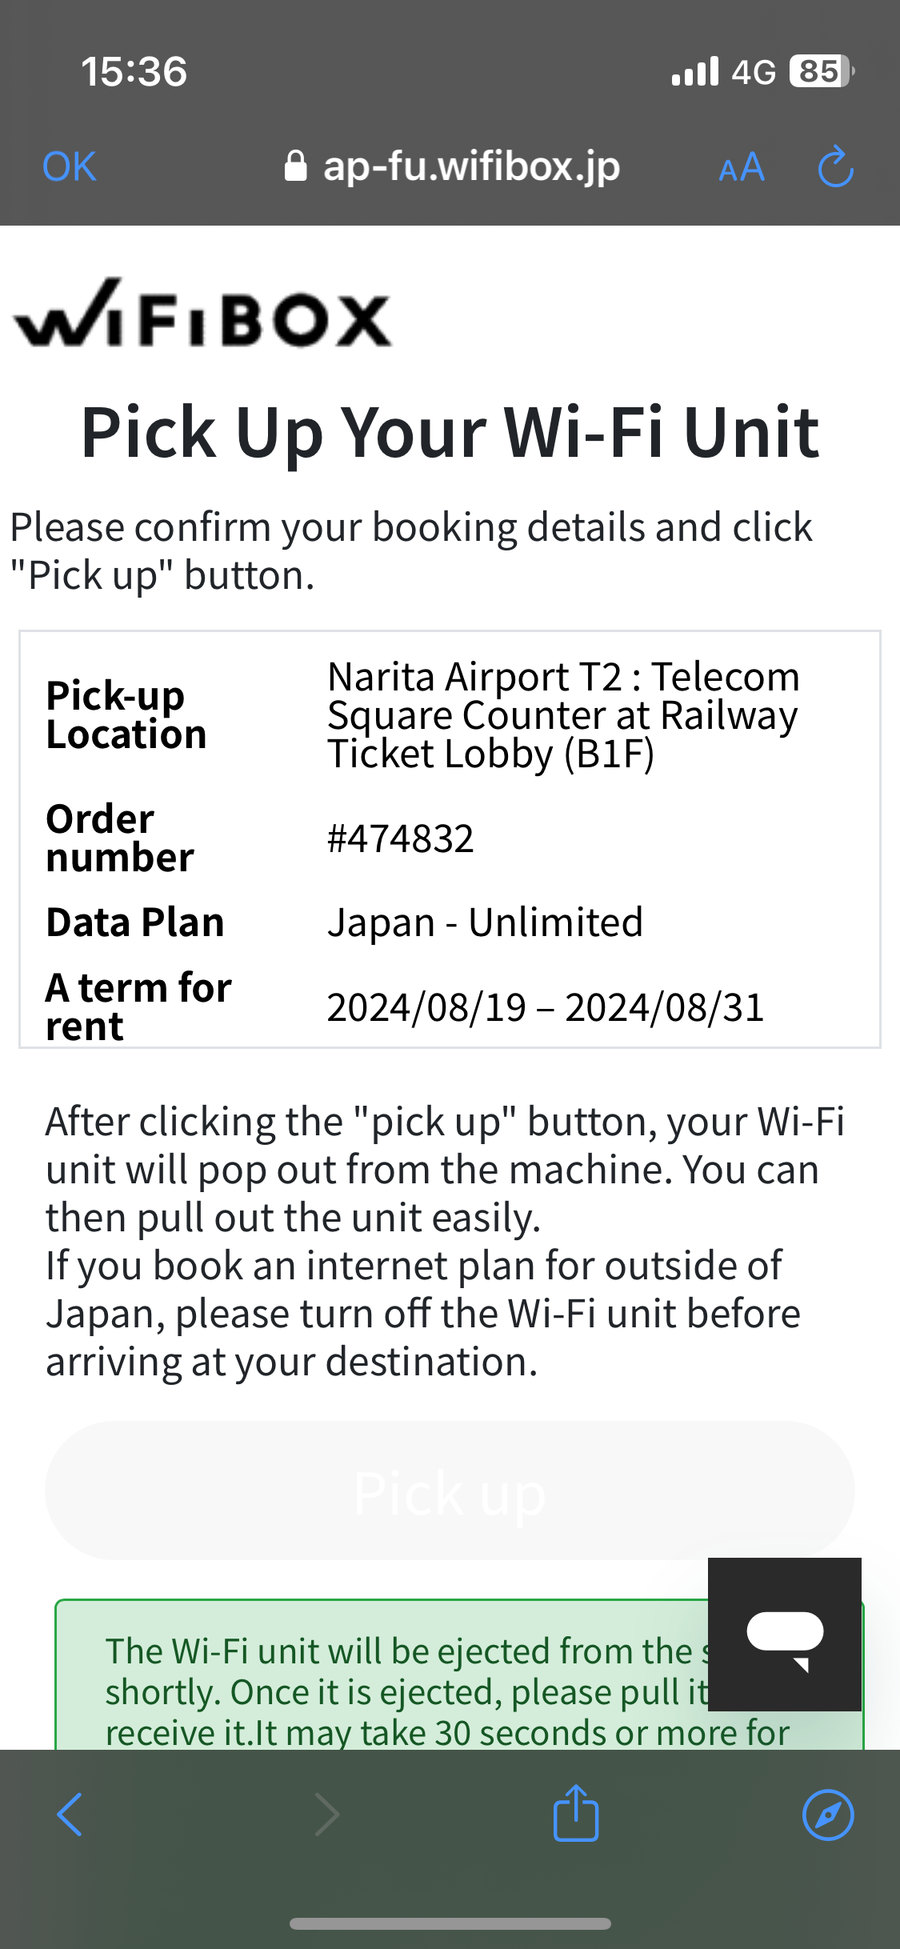 15:36
4G 85
OK
ap-fu.wifibox.jp
AA
WiFiBOX
Pick Up Your Wi-Fi Unit
Please confirm your booking details and click
"Pick up" button.
Pick-up
Location
Narita Airport T2 : Telecom
Square Counter at Railway
Ticket Lobby (B1F)
Order
number
#474832
Data Plan
Japan - Unlimited
A term for
rent
2024/08/19 – 2024/08/31
After clicking the "pick up" button, your Wi-Fi
unit will pop out from the machine. You can
then pull out the unit easily.
If you book an internet plan for outside of
Japan, please turn off the Wi-Fi unit before
arriving at your destination.
Pick up
The Wi-Fi unit will be ejected from the
shortly. Once it is ejected, please pull it
receive it.It may take 30 seconds or more for